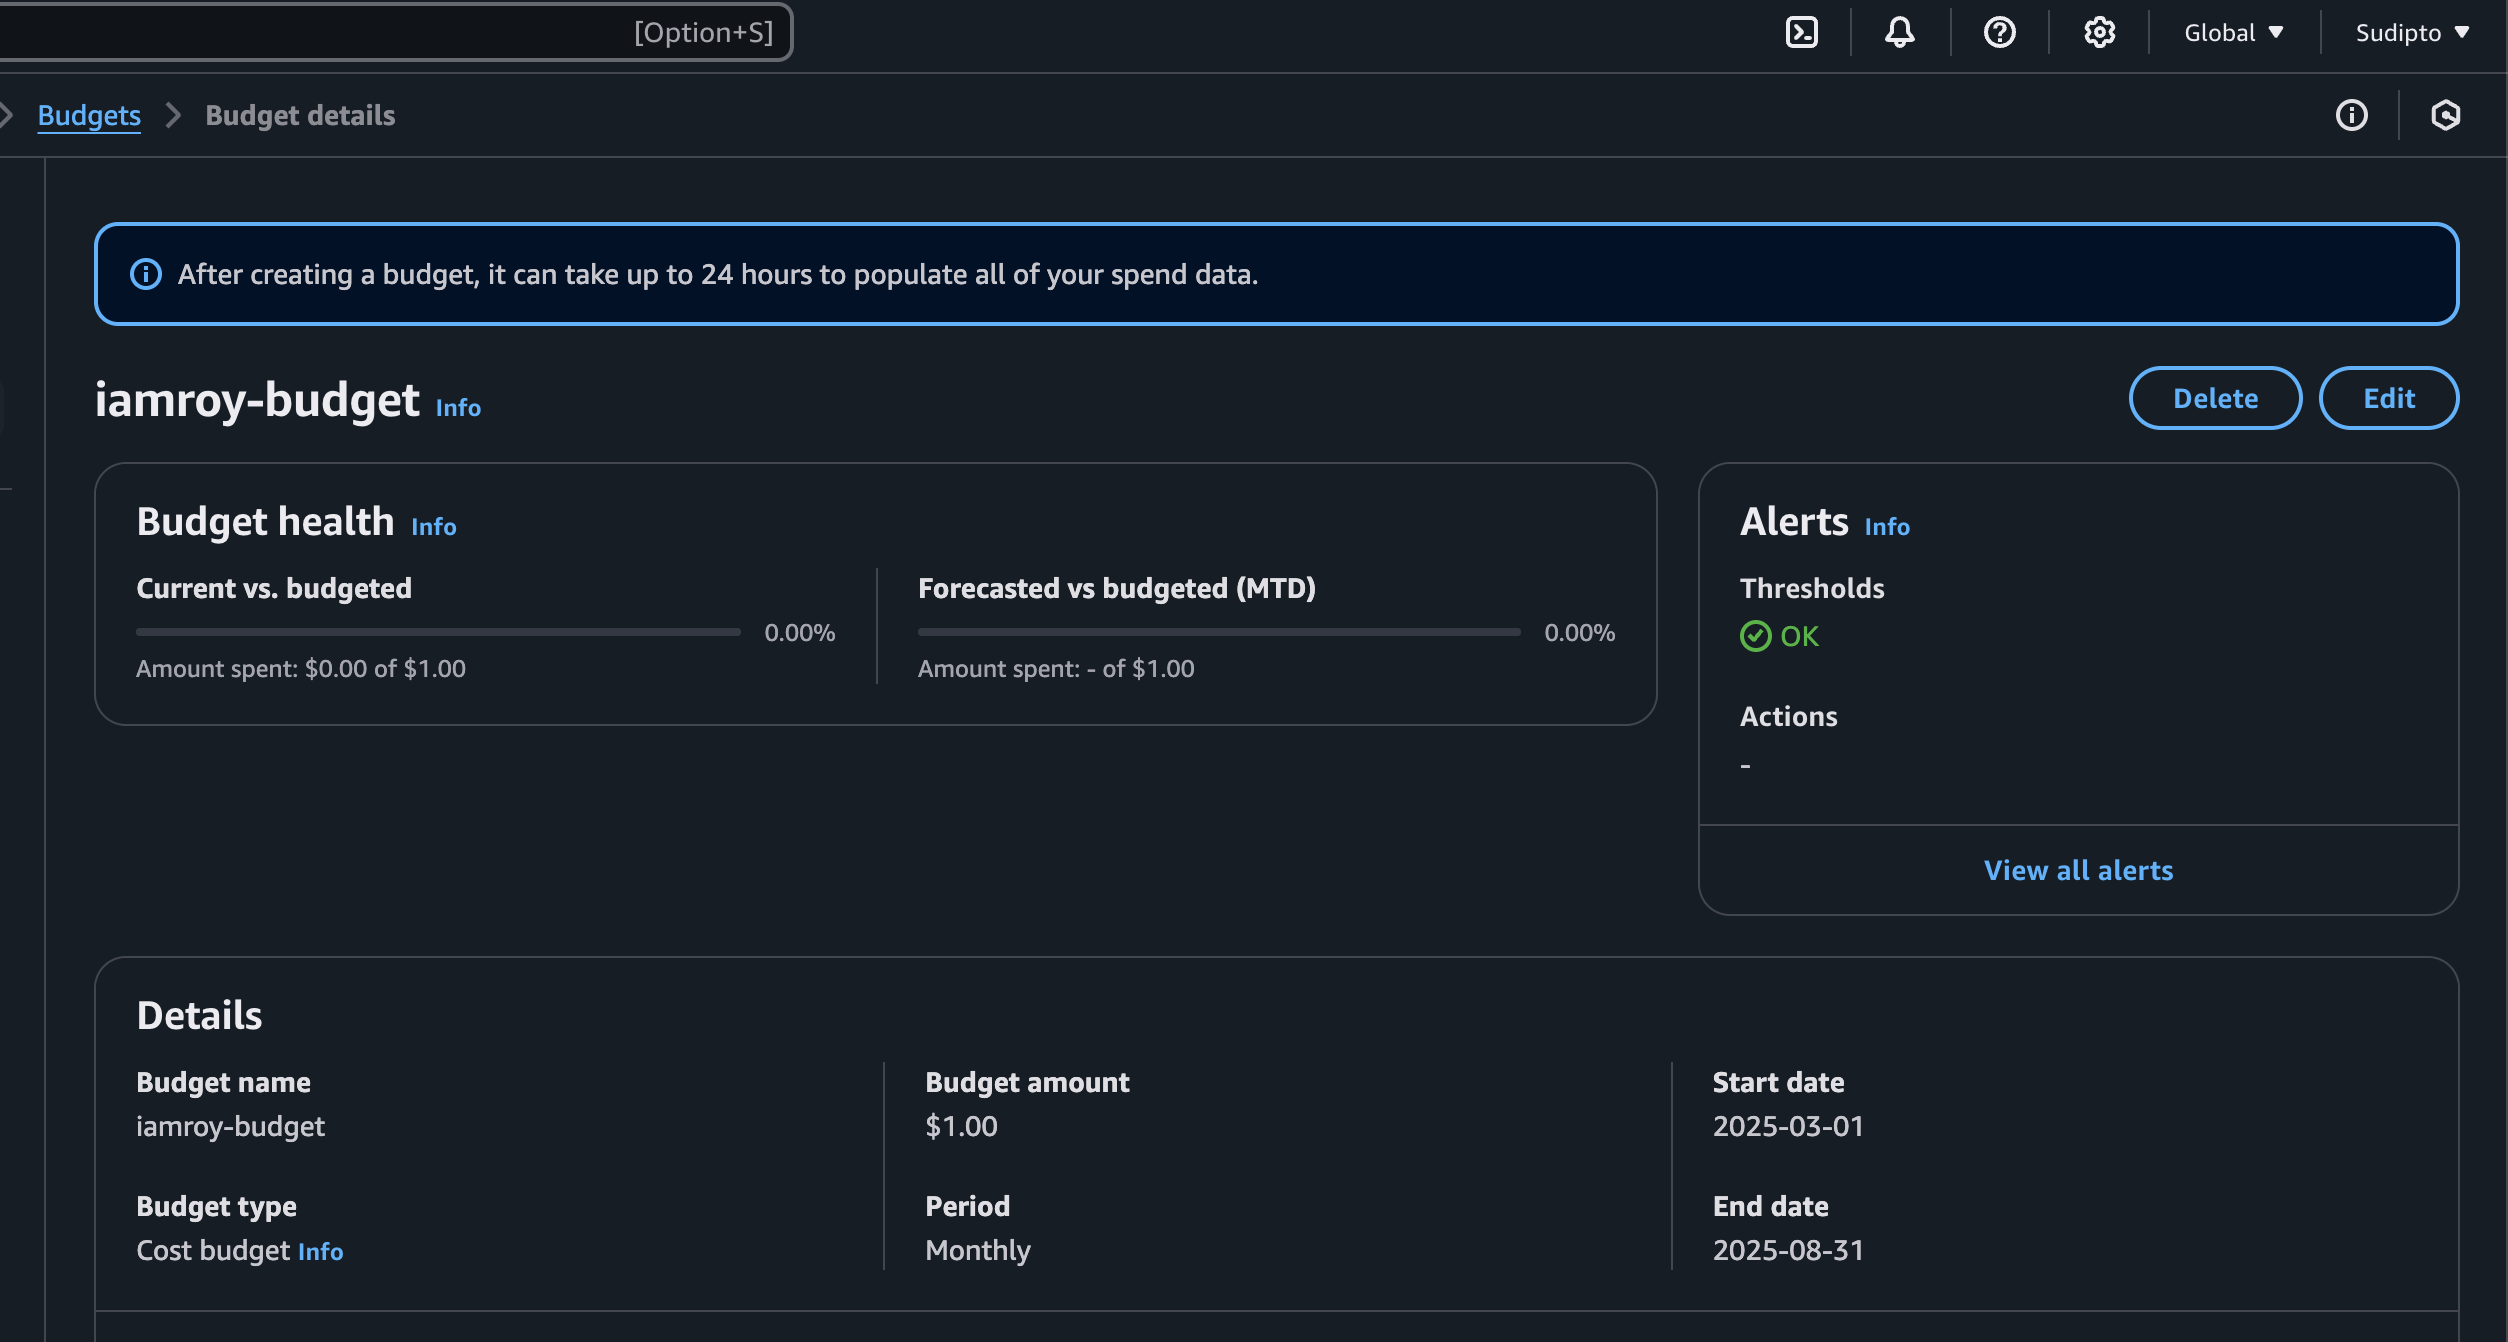 [Option+S]
Global
Sudipto
Budgets
Budget details
After creating a budget, it can take up to 24 hours to populate all of your spend data.
iamroy-budget Info
Delete
Edit
Budget health Info
Current vs. budgeted
0.00%
Amount spent: $0.00 of $1.00
Forecasted vs budgeted (MTD)
0.00%
Amount spent: - of $1.00
Alerts Info
Thresholds
OK
Actions
-
View all alerts
Details
Budget name
iamroy-budget
Budget type
Cost budget Info
Budget amount
$1.00
Period
Monthly
Start date
2025-03-01
End date
2025-08-31